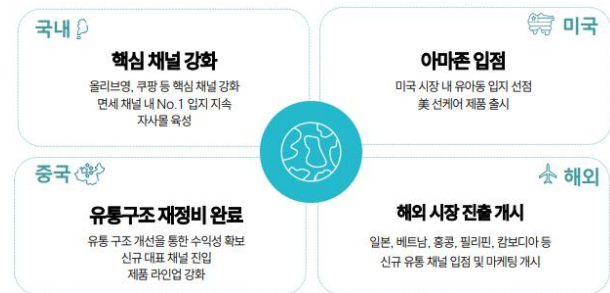 국내
핵심 채널 강화
올리브영, 쿠팡 등 핵심 채널 강화
면세 채널 내 No.1 입지 지속
자사몰 육성
미국
아마존 입점
미국 시장 내 유아동 입지 선점
美 선케어 제품 출시
중국
유통구조 재정비 완료
유통 구조 개선을 통한 수익성 확보
신규 대표 채널 진입
제품 라인업 강화
해외
해외 시장 진출 개시
일본, 베트남, 홍콩, 필리핀, 캄보디아 등
신규 유통 채널 입점 및 마케팅 개시